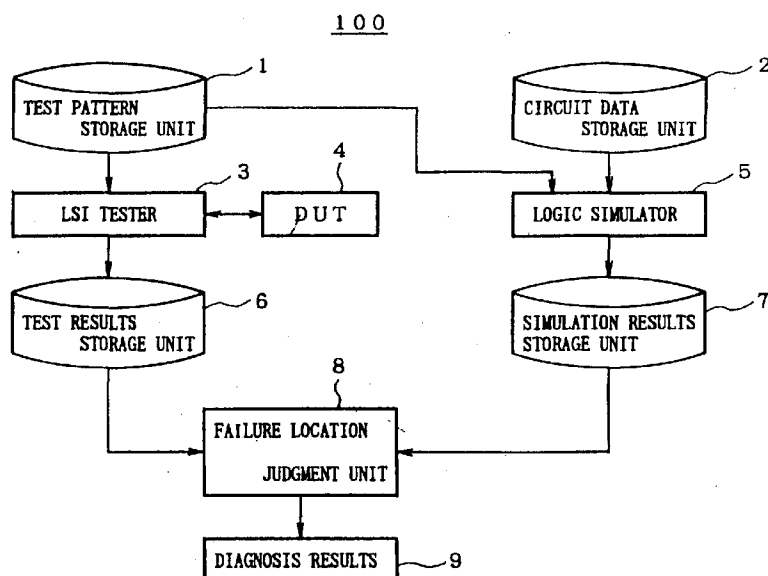 100
1
2
TEST PATTERN
STORAGE UNIT
CIRCUIT DATA
STORAGE UNIT
3
4
5
LSI TESTER
DUT
LOGIC SIMULATOR
6
7
TEST RESULTS
STORAGE UNIT
SIMULATION RESULTS
STORAGE UNIT
8
FAILURE LOCATION
JUDGMENT UNIT
DIAGNOSIS RESULTS
9